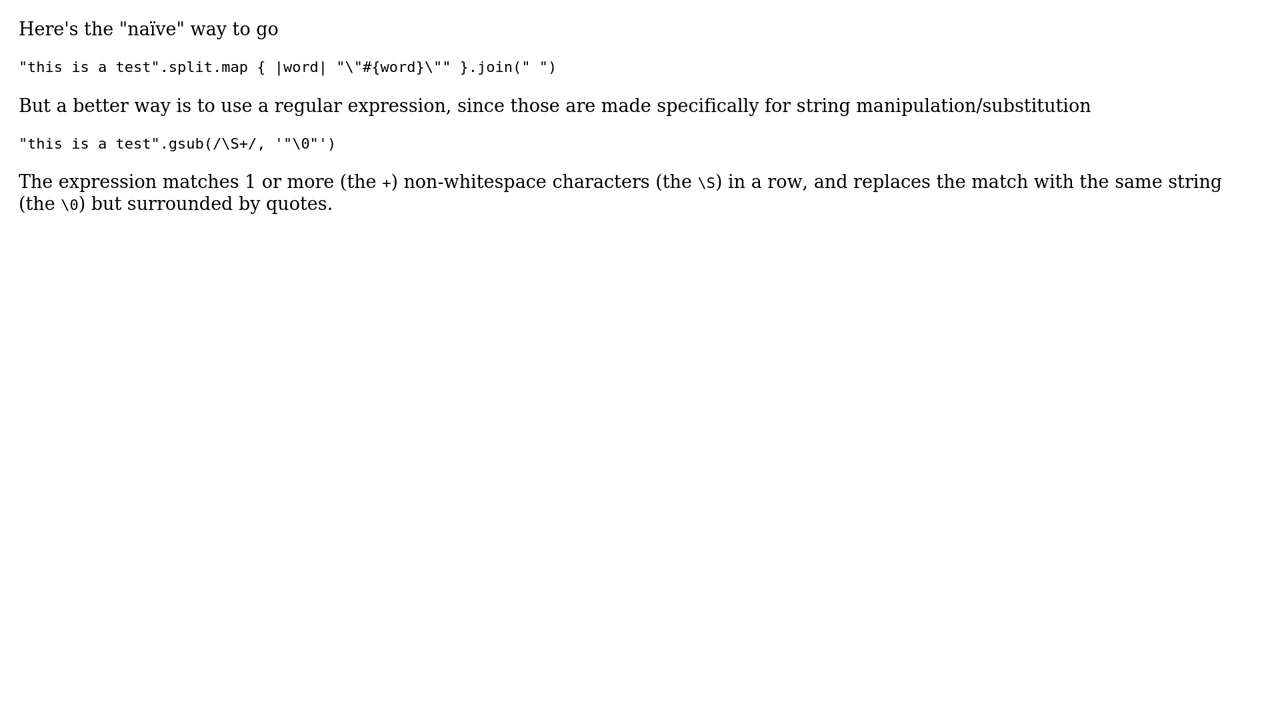 Here's the "naïve" way to go
"this is a test".split.map { |word| "\"#{word}\"" }.join(" ")
But a better way is to use a regular expression, since those are made specifically for string manipulation/substitution
"this is a test".gsub(/\S+/, '"\0"')
The expression matches 1 or more (the +) non-whitespace characters (the \S) in a row, and replaces the match with the same string
(the \0) but surrounded by quotes.